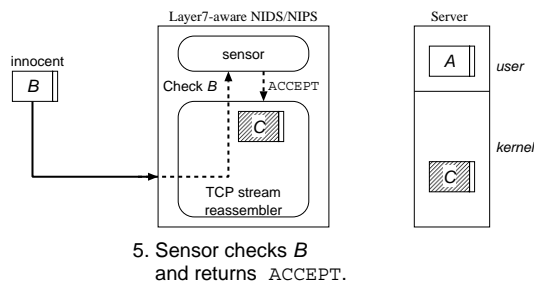 Layer7-aware NIDS/NIPS
Server
sensor
innocent
B
Check B
ACCEPT
C
TCP stream
reassembler
A
user
kernel
C
5. Sensor checks B
and returns ACCEPT.